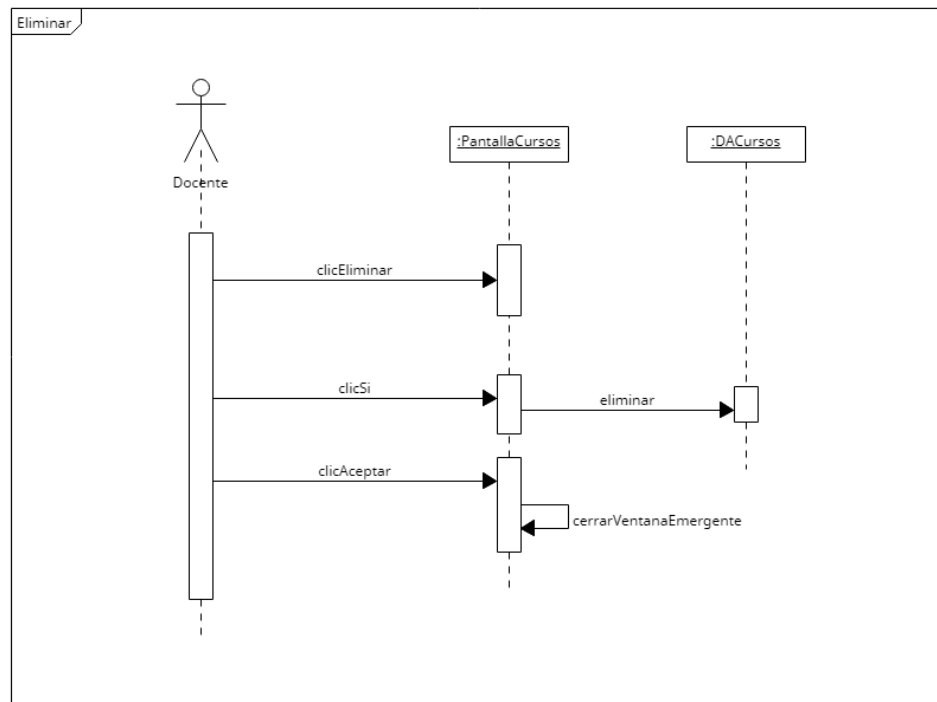 Eliminar
:PantallaCursos
:DACursos
Docente
clicEliminar
clicSi
eliminar
clicAceptar
cerrarVentanaEmergente